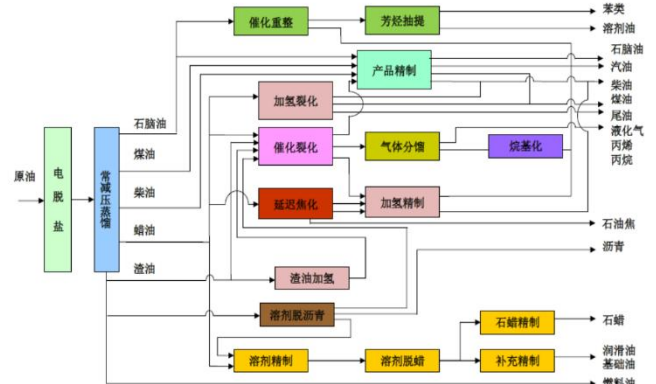 原油
电脱盐
常减压蒸馏
石脑油
煤油
柴油
蜡油
渣油
催化重整
芳烃抽提
产品精制
加氢裂化
催化裂化
气体分馏
烷基化
延迟焦化
加氢精制
渣油加氢
溶剂脱沥青
溶剂精制
溶剂脱蜡
石蜡精制
补充精制
苯类
溶剂油
石脑油
汽油
柴油
煤油
尾油
液化气
丙烯
丙烷
石油焦
沥青
石蜡
润滑油
基础油
燃料油